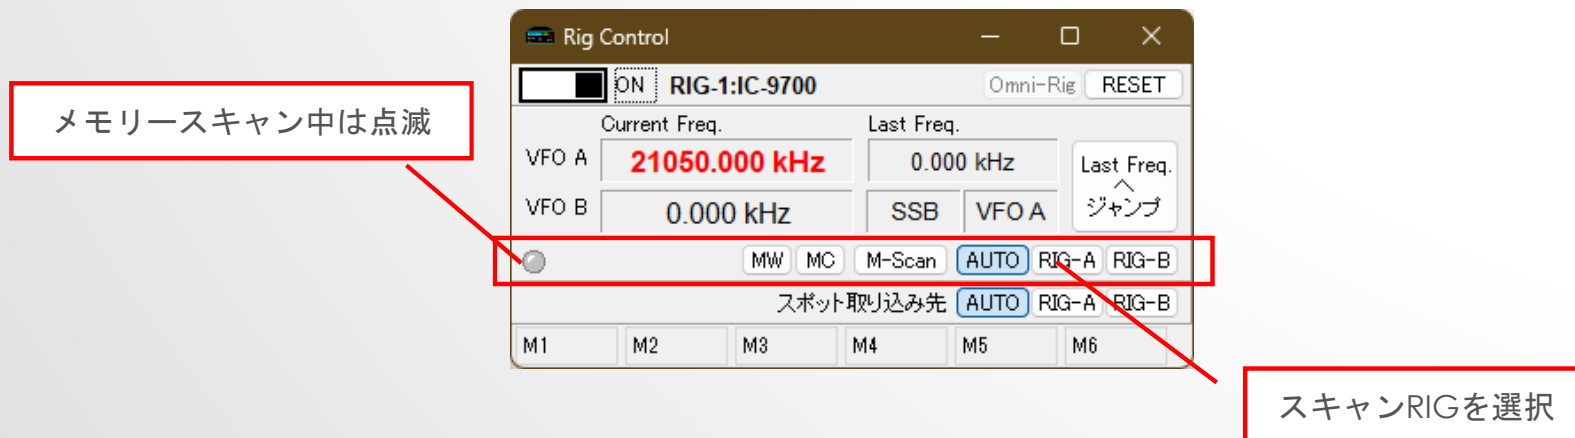 Rig Control
ON RIG-1:IC-9700 Omni-Rig RESET
メモリースキャン中は点滅
Current Freq. Last Freq.
VFO A 21050.000 kHz 0.000 kHz Last Freq.
へ
ジャンプ
VFO B 0.000 kHz SSB VFO A
MW MC M-Scan AUTO RIG-A RIG-B
スポット取り込み先 AUTO RIG-A RIG-B
M1 M2 M3 M4 M5 M6
スキャンRIGを選択